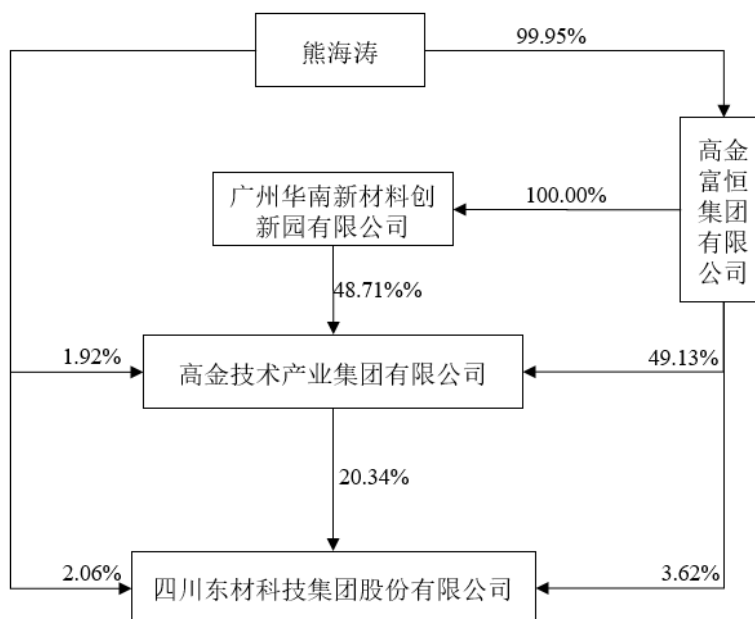 熊海涛
99.95%
高金
富恒
集团
有限
公司
广州华南新材料创
新园有限公司
100.00%
48.71%%
1.92%
高金技术产业集团有限公司
49.13%
20.34%
2.06%
四川东材科技集团股份有限公司
3.62%